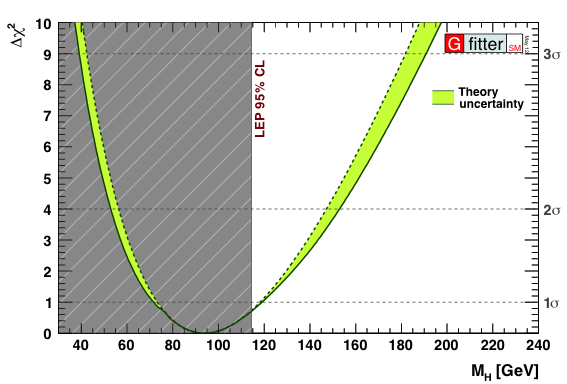 Δχ²
10
9
8
7
6
5
4
3
2
1
0
LEP 95% CL
G fitter SM
3σ
Theory
uncertainty
2σ
1σ
40 60 80 100 120 140 160 180 200 220 240
M_H [GeV]